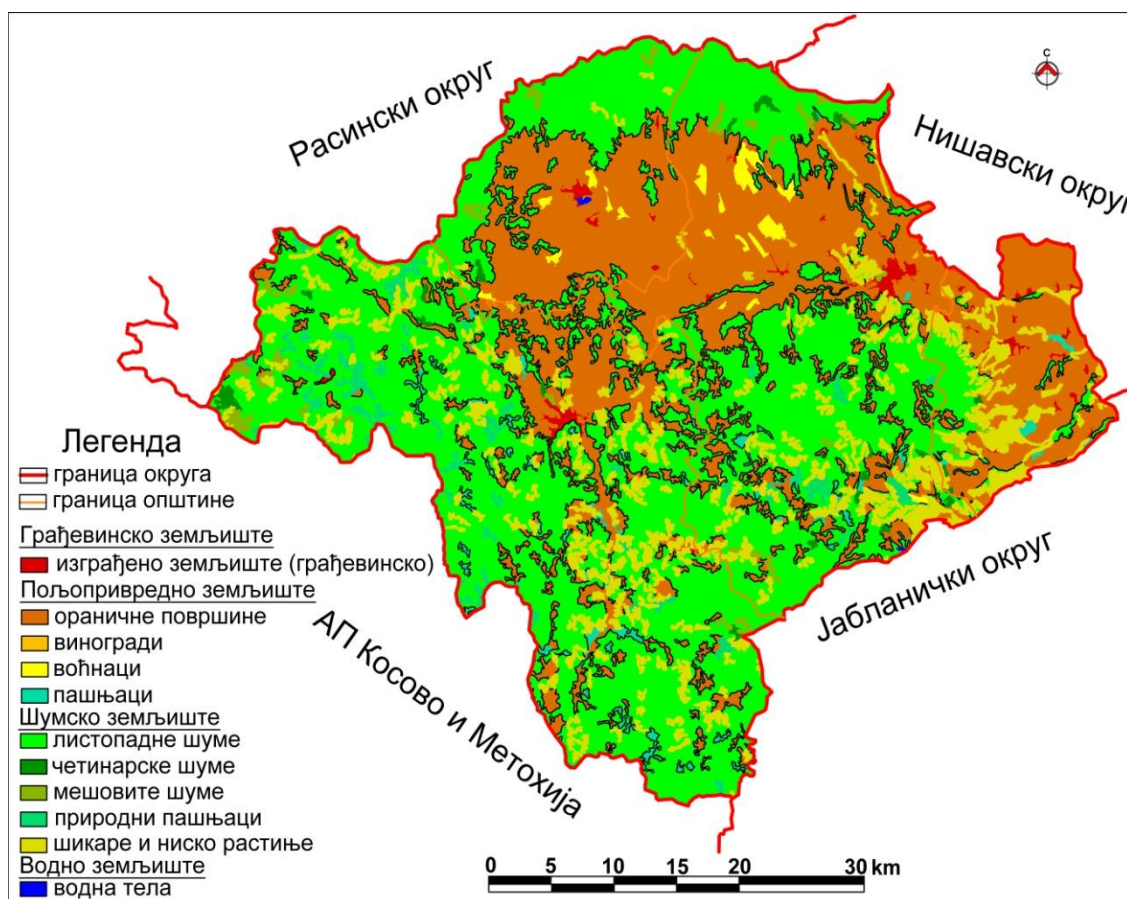 с
Расински округ
Нишавски округ
Легенда
граница округа
граница општине
Грађевинско земљиште
изграђено земљиште (грађевинско)
Пољопривредно земљиште
ораничне површине
виногради
воћнаци
пашњаци
Шумско земљиште
листопадне шуме
четинарске шуме
мешовите шуме
природни пашњаци
шикаре и ниско растиње
Водно земљиште
водна тела
АП Косово и Метохија
Јабланички округ
0 5 10 15 20 30 km